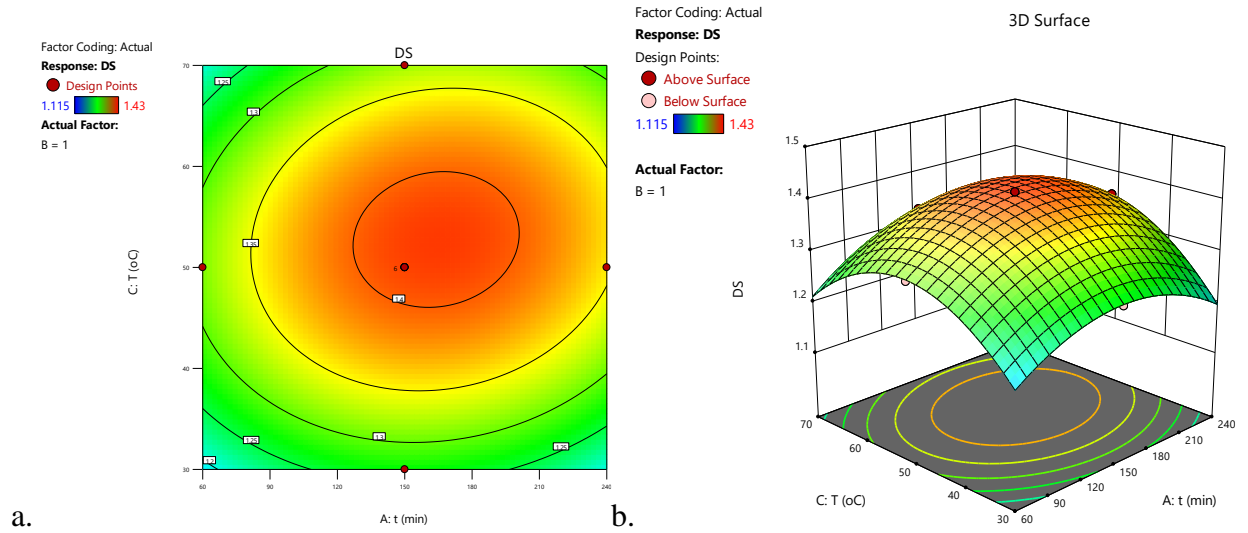 Factor Coding: Actual
Response: DS
Design Points
1.115 1.43
Actual Factor:
B = 1
DS
70
60
50
40
30
60 90 120 150 180 210 240
C: T (oC)
A: t (min)
1.25
1.3
1.35
6
1.4
1.3
1.25
1.25
1.2
a.
Factor Coding: Actual
Response: DS
Design Points:
Above Surface
Below Surface
1.115 1.43
Actual Factor:
B = 1
3D Surface
1.5
1.4
1.3
1.2
1.1
DS
70
60
50
40
30
60
90
120
150
180
210
240
C: T (oC)
A: t (min)
b.